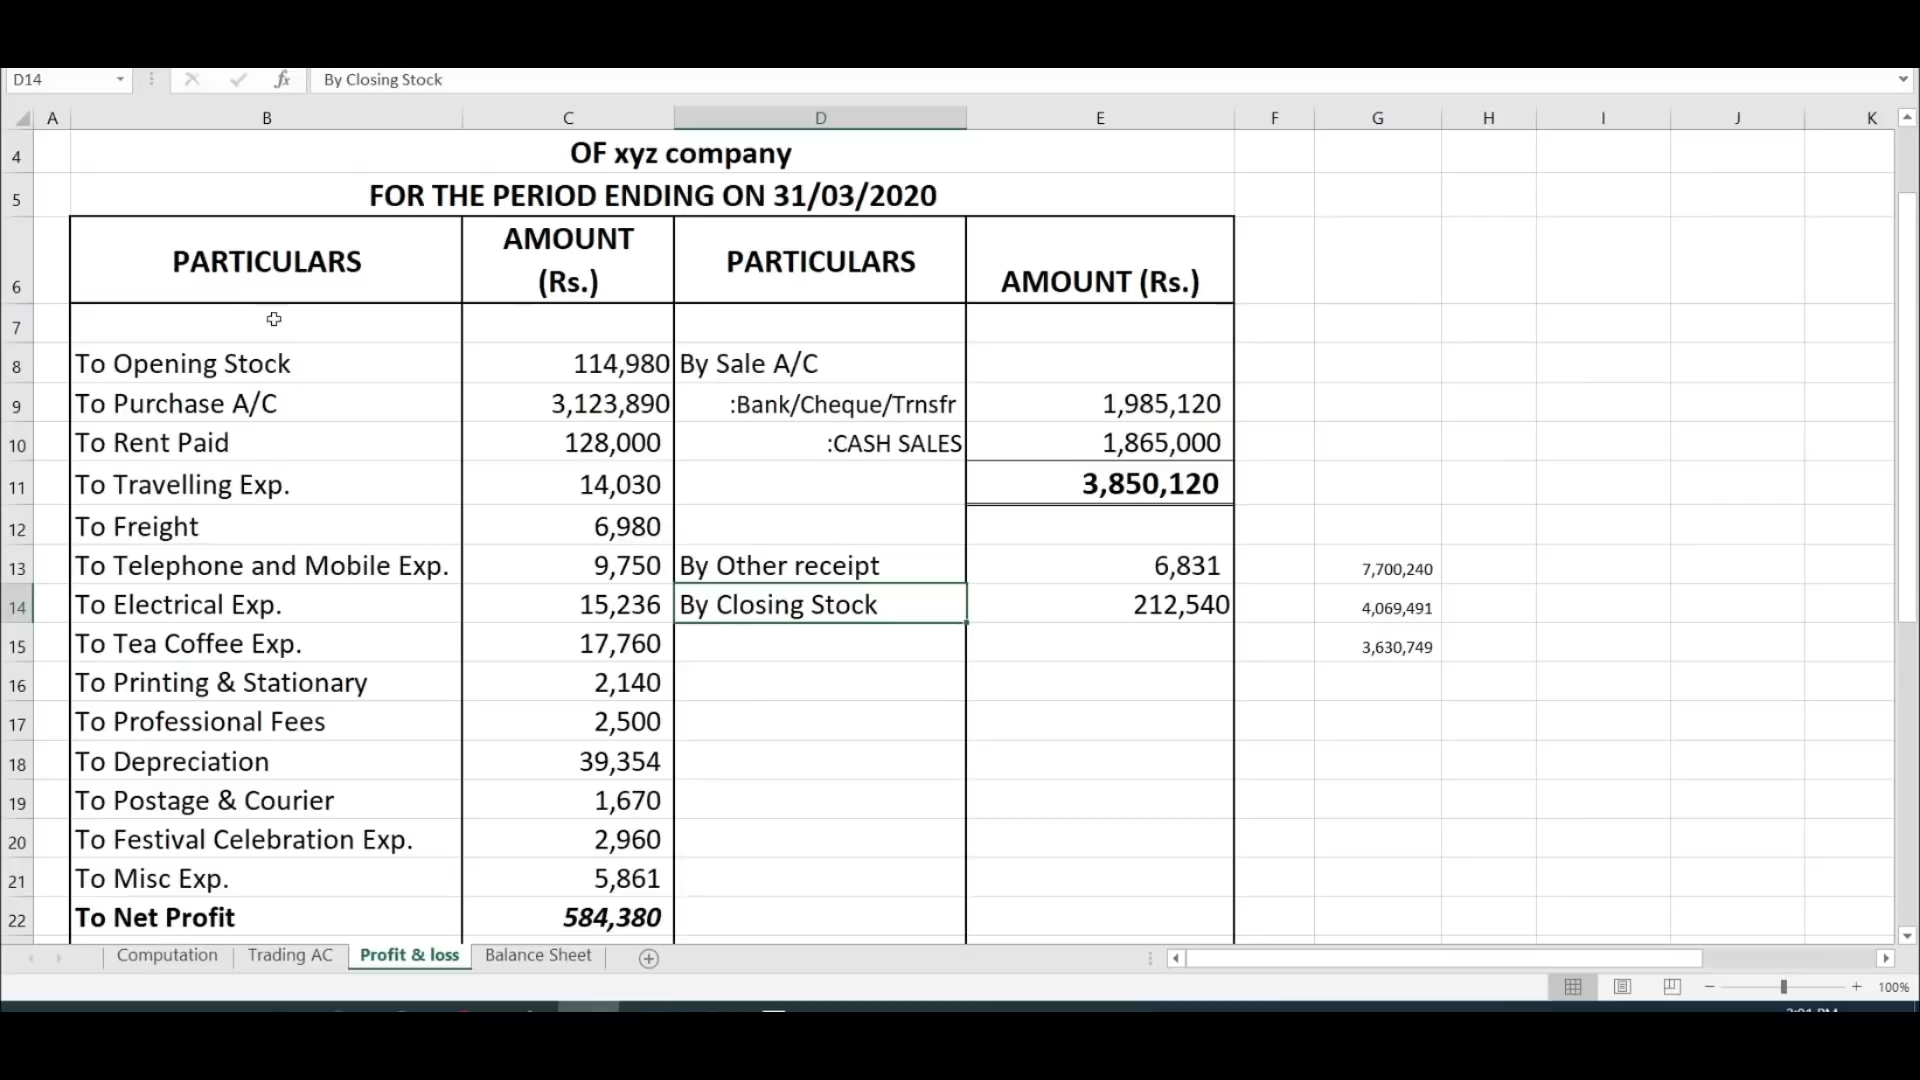 D14 fx By Closing Stock
A B C D E F G H I J K
4 OF xyz company
5 FOR THE PERIOD ENDING ON 31/03/2020
6 PARTICULARS AMOUNT (Rs.) PARTICULARS AMOUNT (Rs.)
7
8 To Opening Stock 114,980 By Sale A/C
9 To Purchase A/C 3,123,890 :Bank/Cheque/Trnsfr 1,985,120
10 To Rent Paid 128,000 :CASH SALES 1,865,000
11 To Travelling Exp. 14,030 3,850,120
12 To Freight 6,980
13 To Telephone and Mobile Exp. 9,750 By Other receipt 6,831 7,700,240
14 To Electrical Exp. 15,236 By Closing Stock 212,540 4,069,491
15 To Tea Coffee Exp. 17,760 3,630,749
16 To Printing & Stationary 2,140
17 To Professional Fees 2,500
18 To Depreciation 39,354
19 To Postage & Courier 1,670
20 To Festival Celebration Exp. 2,960
21 To Misc Exp. 5,861
22 To Net Profit 584,380
Computation Trading AC Profit & loss Balance Sheet
100%